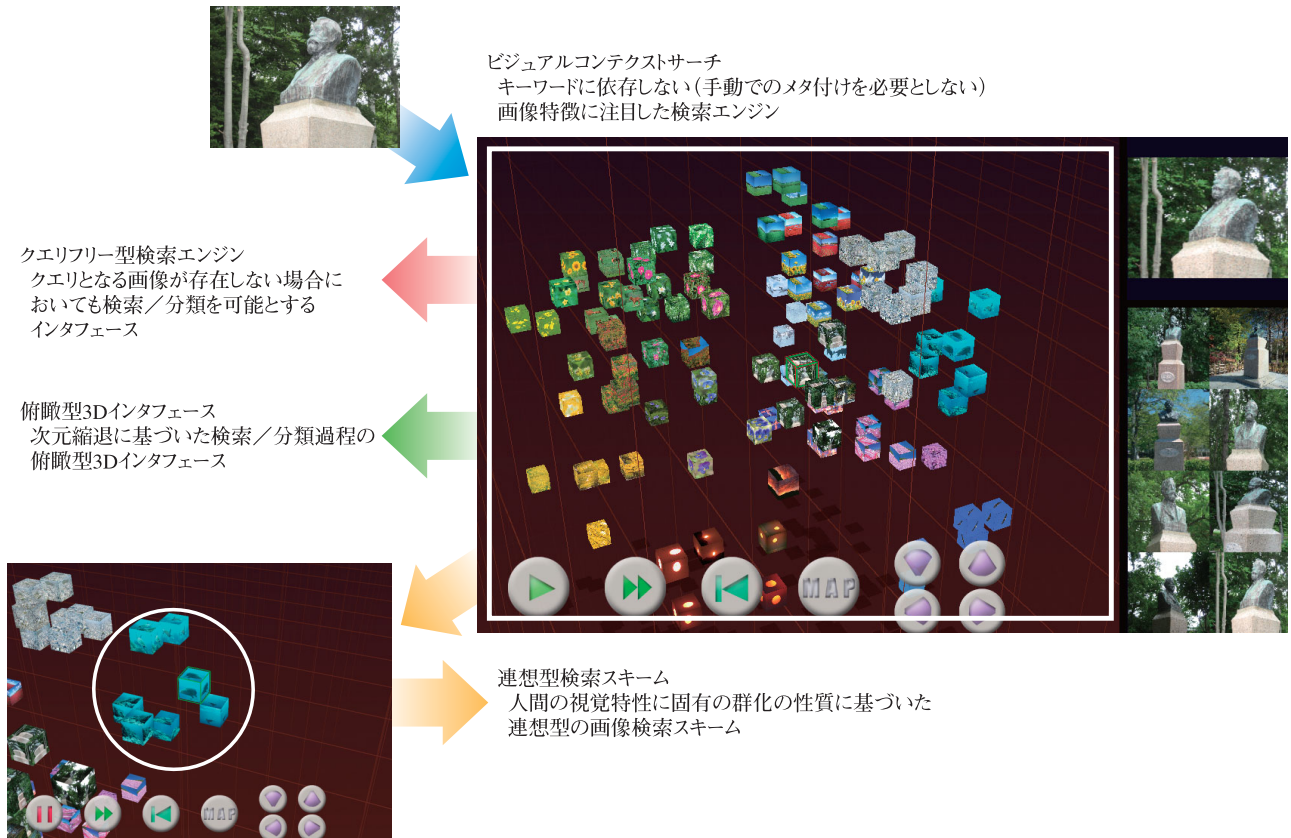 ビジュアルコンテクストサーチ
キーワードに依存しない（手動でのメタ付けを必要としない）
画像特徴に注目した検索エンジン
クエリフリー型検索エンジン
クエリとなる画像が存在しない場合に
おいても検索／分類を可能とする
インタフェース
俯瞰型3Dインタフェース
次元縮退に基づいた検索／分類過程の
俯瞰型3Dインタフェース
MAP
連想型検索スキーム
人間の視覚特性に固有の群化の性質に基づいた
連想型の画像検索スキーム
MAP